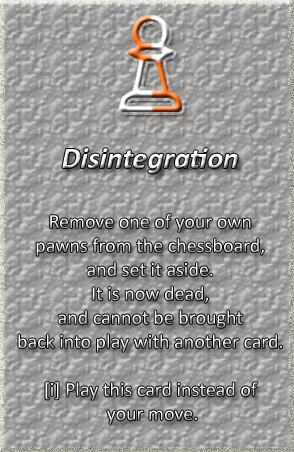 Disintegration
Remove one of your own
pawns from the chessboard,
and set it aside.
It is now dead,
and cannot be brought
back into play with another card.
[i] Play this card instead of
your move.